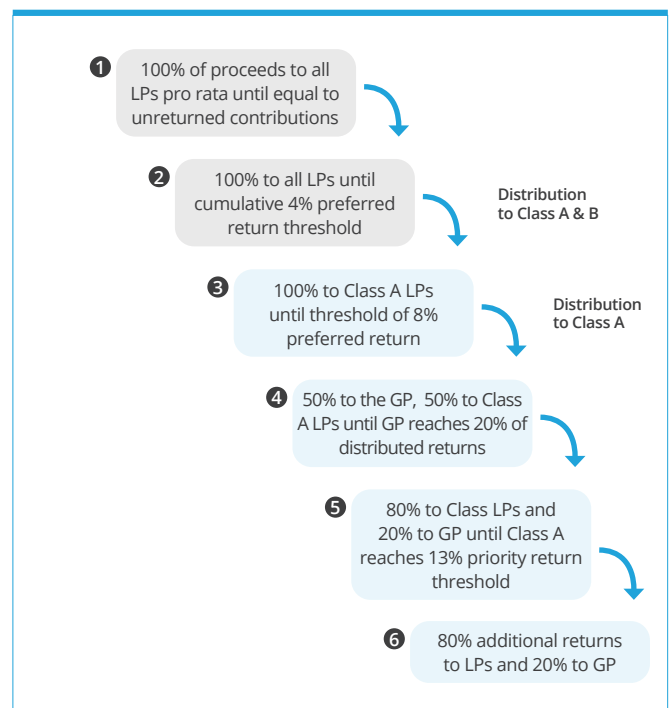 1
100% of proceeds to all
LPs pro rata until equal to
unreturned contributions
2
100% to all LPs until
cumulative 4% preferred
return threshold
Distribution
to Class A & B
3
100% to Class A LPs
until threshold of 8%
preferred return
Distribution
to Class A
4
50% to the GP, 50% to Class
A LPs until GP reaches 20% of
distributed returns
5
80% to Class LPs and
20% to GP until Class A
reaches 13% priority return
threshold
6
80% additional returns
to LPs and 20% to GP